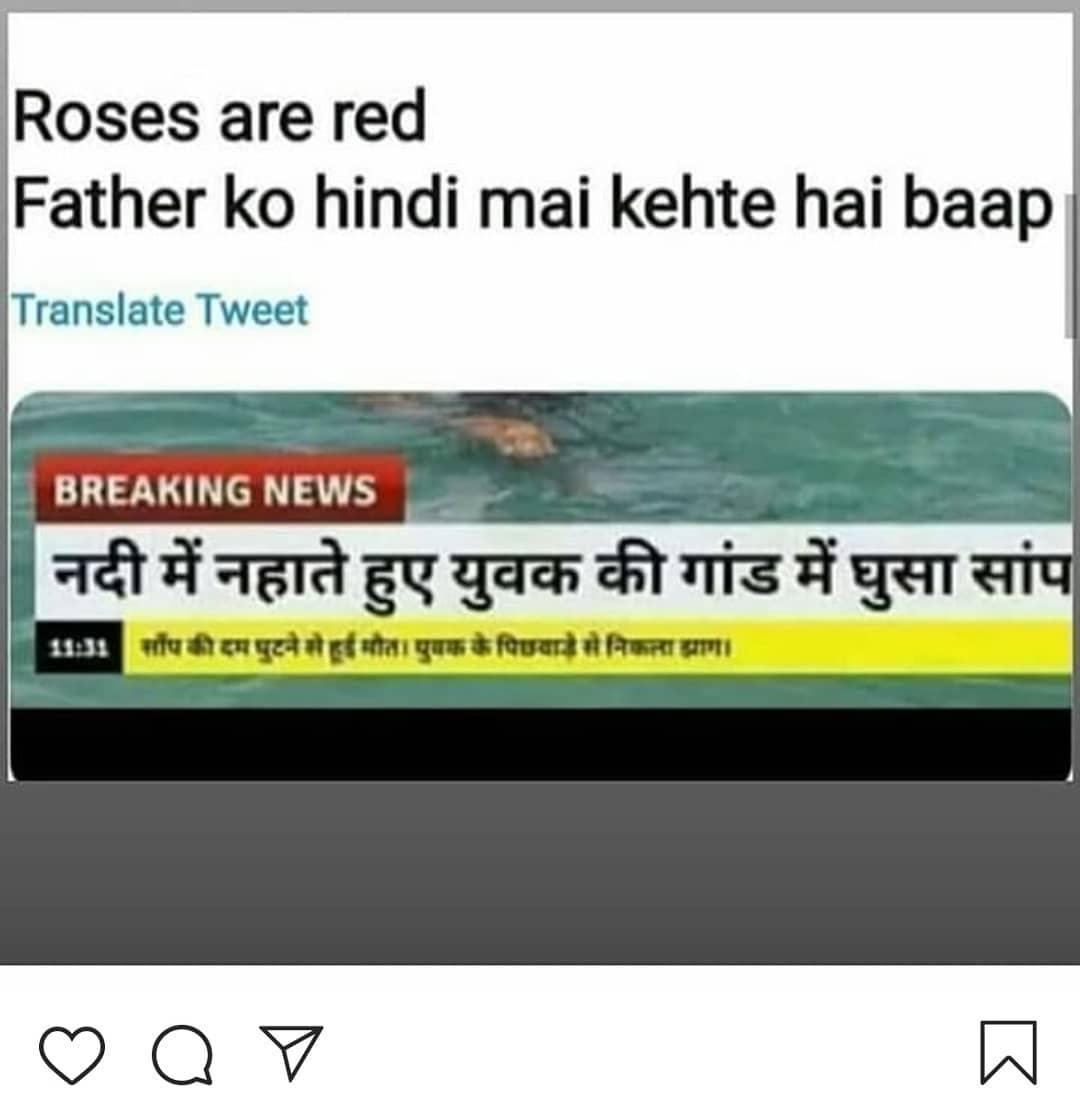 Roses are red
Father ko hindi mai kehte hai baap
Translate Tweet
BREAKING NEWS
नदी में नहाते हुए युवक की गांड में घुसा सांप
11:31 साँप की दम घुटने से हुई मौत। युवक के पिछवाड़े से निकला झाग।